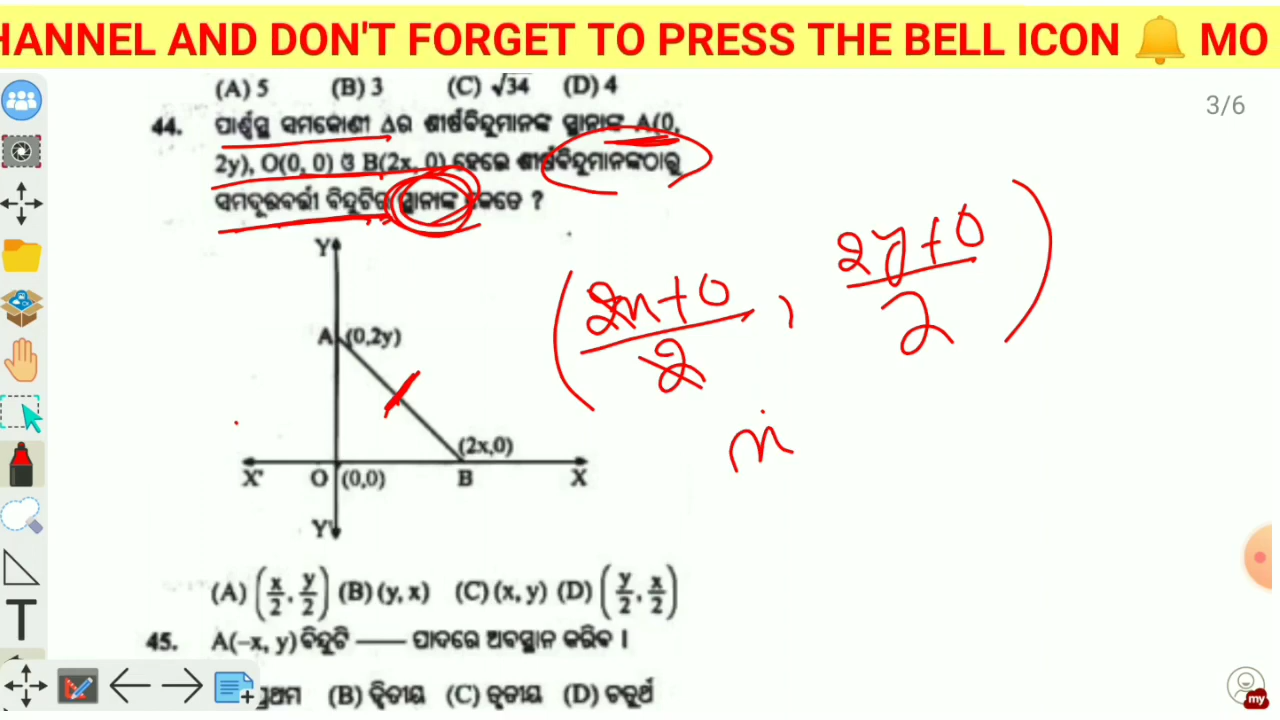 HANNEL AND DON'T FORGET TO PRESS THE BELL ICON 🔔 MO
3/6
(A) 5 (B) 3 (C) √34 (D) 4
44. ପାର୍ଶ୍ୱସ୍ଥ ସମକୋଣୀ Δର ଶୀର୍ଷବିନ୍ଦୁମାନଙ୍କ ସ୍ଥାନାଙ୍କ A(0,
2y), O(0, 0) ଓ B(2x, 0) ହେଲେ ଶୀର୍ଷବିନ୍ଦୁମାନଙ୍କଠାରୁ
ସମଦୂରବର୍ତ୍ତୀ ବିନ୍ଦୁଟିର ସ୍ଥାନାଙ୍କ କେତେ ?
(2x+0/2, 2y+0/2)
Y
A (0,2y)
(2x,0)
X' O (0,0) B X
Y'
(A) (x/2, y/2) (B) (y, x) (C) (x, y) (D) (y/2, x/2)
45. A(–x, y) ବିନ୍ଦୁଟି —— ପାଦରେ ଅବସ୍ଥାନ କରିବ ।
ପ୍ରଥମ (B) ଦ୍ୱିତୀୟ (C) ତୃତୀୟ (D) ଚତୁର୍ଥ
T
my